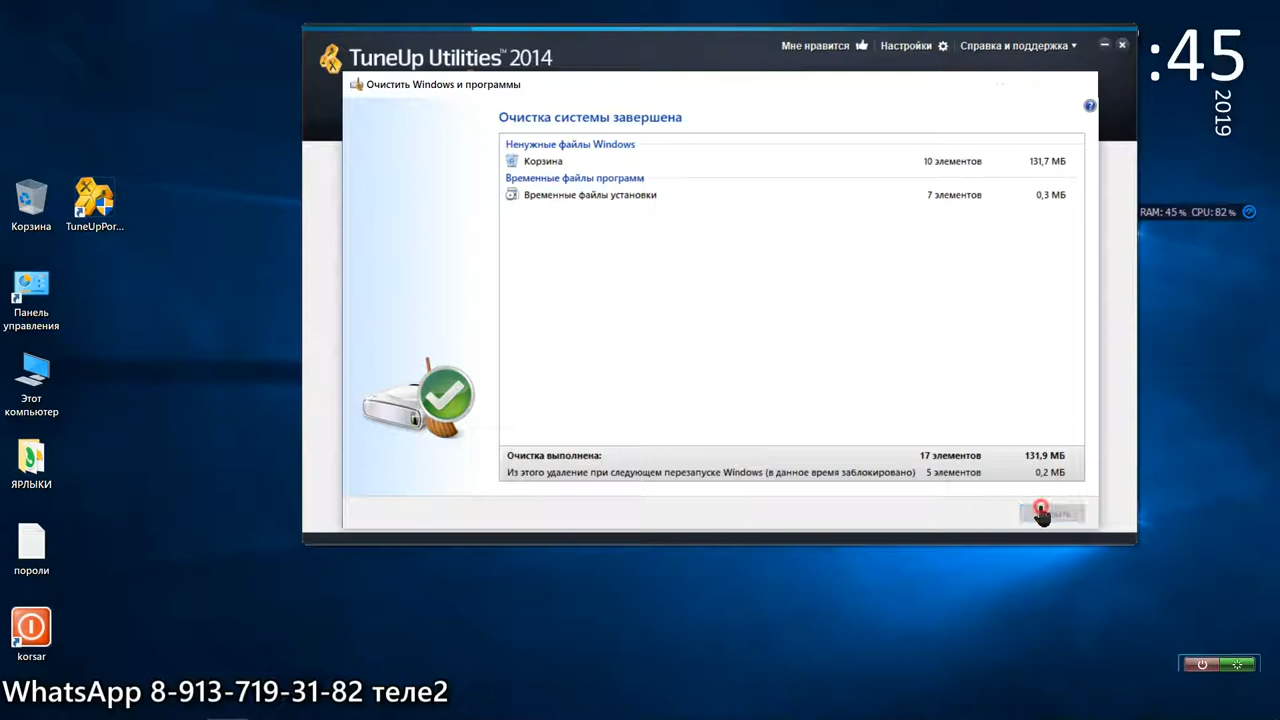 TuneUp Utilities™ 2014
Мне нравится
Настройки
Справка и поддержка
:45
2019
Очистить Windows и программы
Очистка системы завершена
Ненужные файлы Windows
Корзина 10 элементов 131,7 МБ
Временные файлы программ
Временные файлы установки 7 элементов 0,3 МБ
RAM: 45% CPU: 82%
Корзина
TuneUpPor...
Панель
управления
Этот
компьютер
ЯРЛЫКИ
пороли
korsar
Очистка выполнена: 17 элементов 131,9 МБ
Из этого удаление при следующем перезапуске Windows (в данное время заблокировано) 5 элементов 0,2 МБ
WhatsApp 8-913-719-31-82 теле2